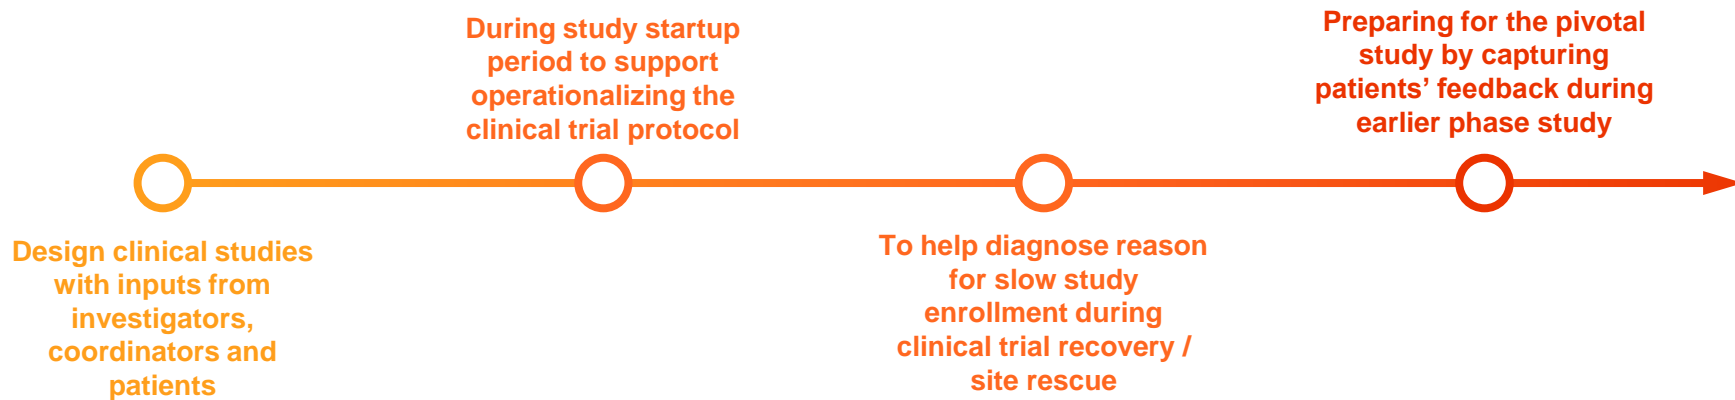 Design clinical studies
with inputs from
investigators,
coordinators and
patients
During study startup
period to support
operationalizing the
clinical trial protocol
To help diagnose reason
for slow study
enrollment during
clinical trial recovery /
site rescue
Preparing for the pivotal
study by capturing
patients’ feedback during
earlier phase study